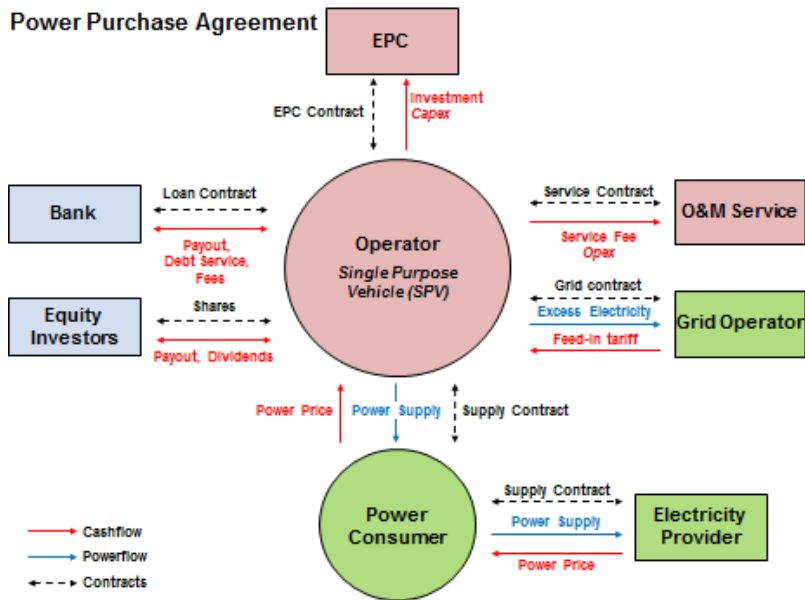 Power Purchase Agreement
EPC
EPC Contract
Investment
Capex
Bank
Loan Contract
Payout,
Debt Service,
Fees
Equity
Investors
Shares
Payout, Dividends
Operator
Single Purpose
Vehicle (SPV)
Service Contract
Service Fee
Opex
O&M Service
Grid contract
Excess Electricity
Feed-in tariff
Grid Operator
Power Price
Power Supply
Supply Contract
Power
Consumer
Supply Contract
Power Supply
Power Price
Electricity
Provider
Cashflow
Powerflow
Contracts